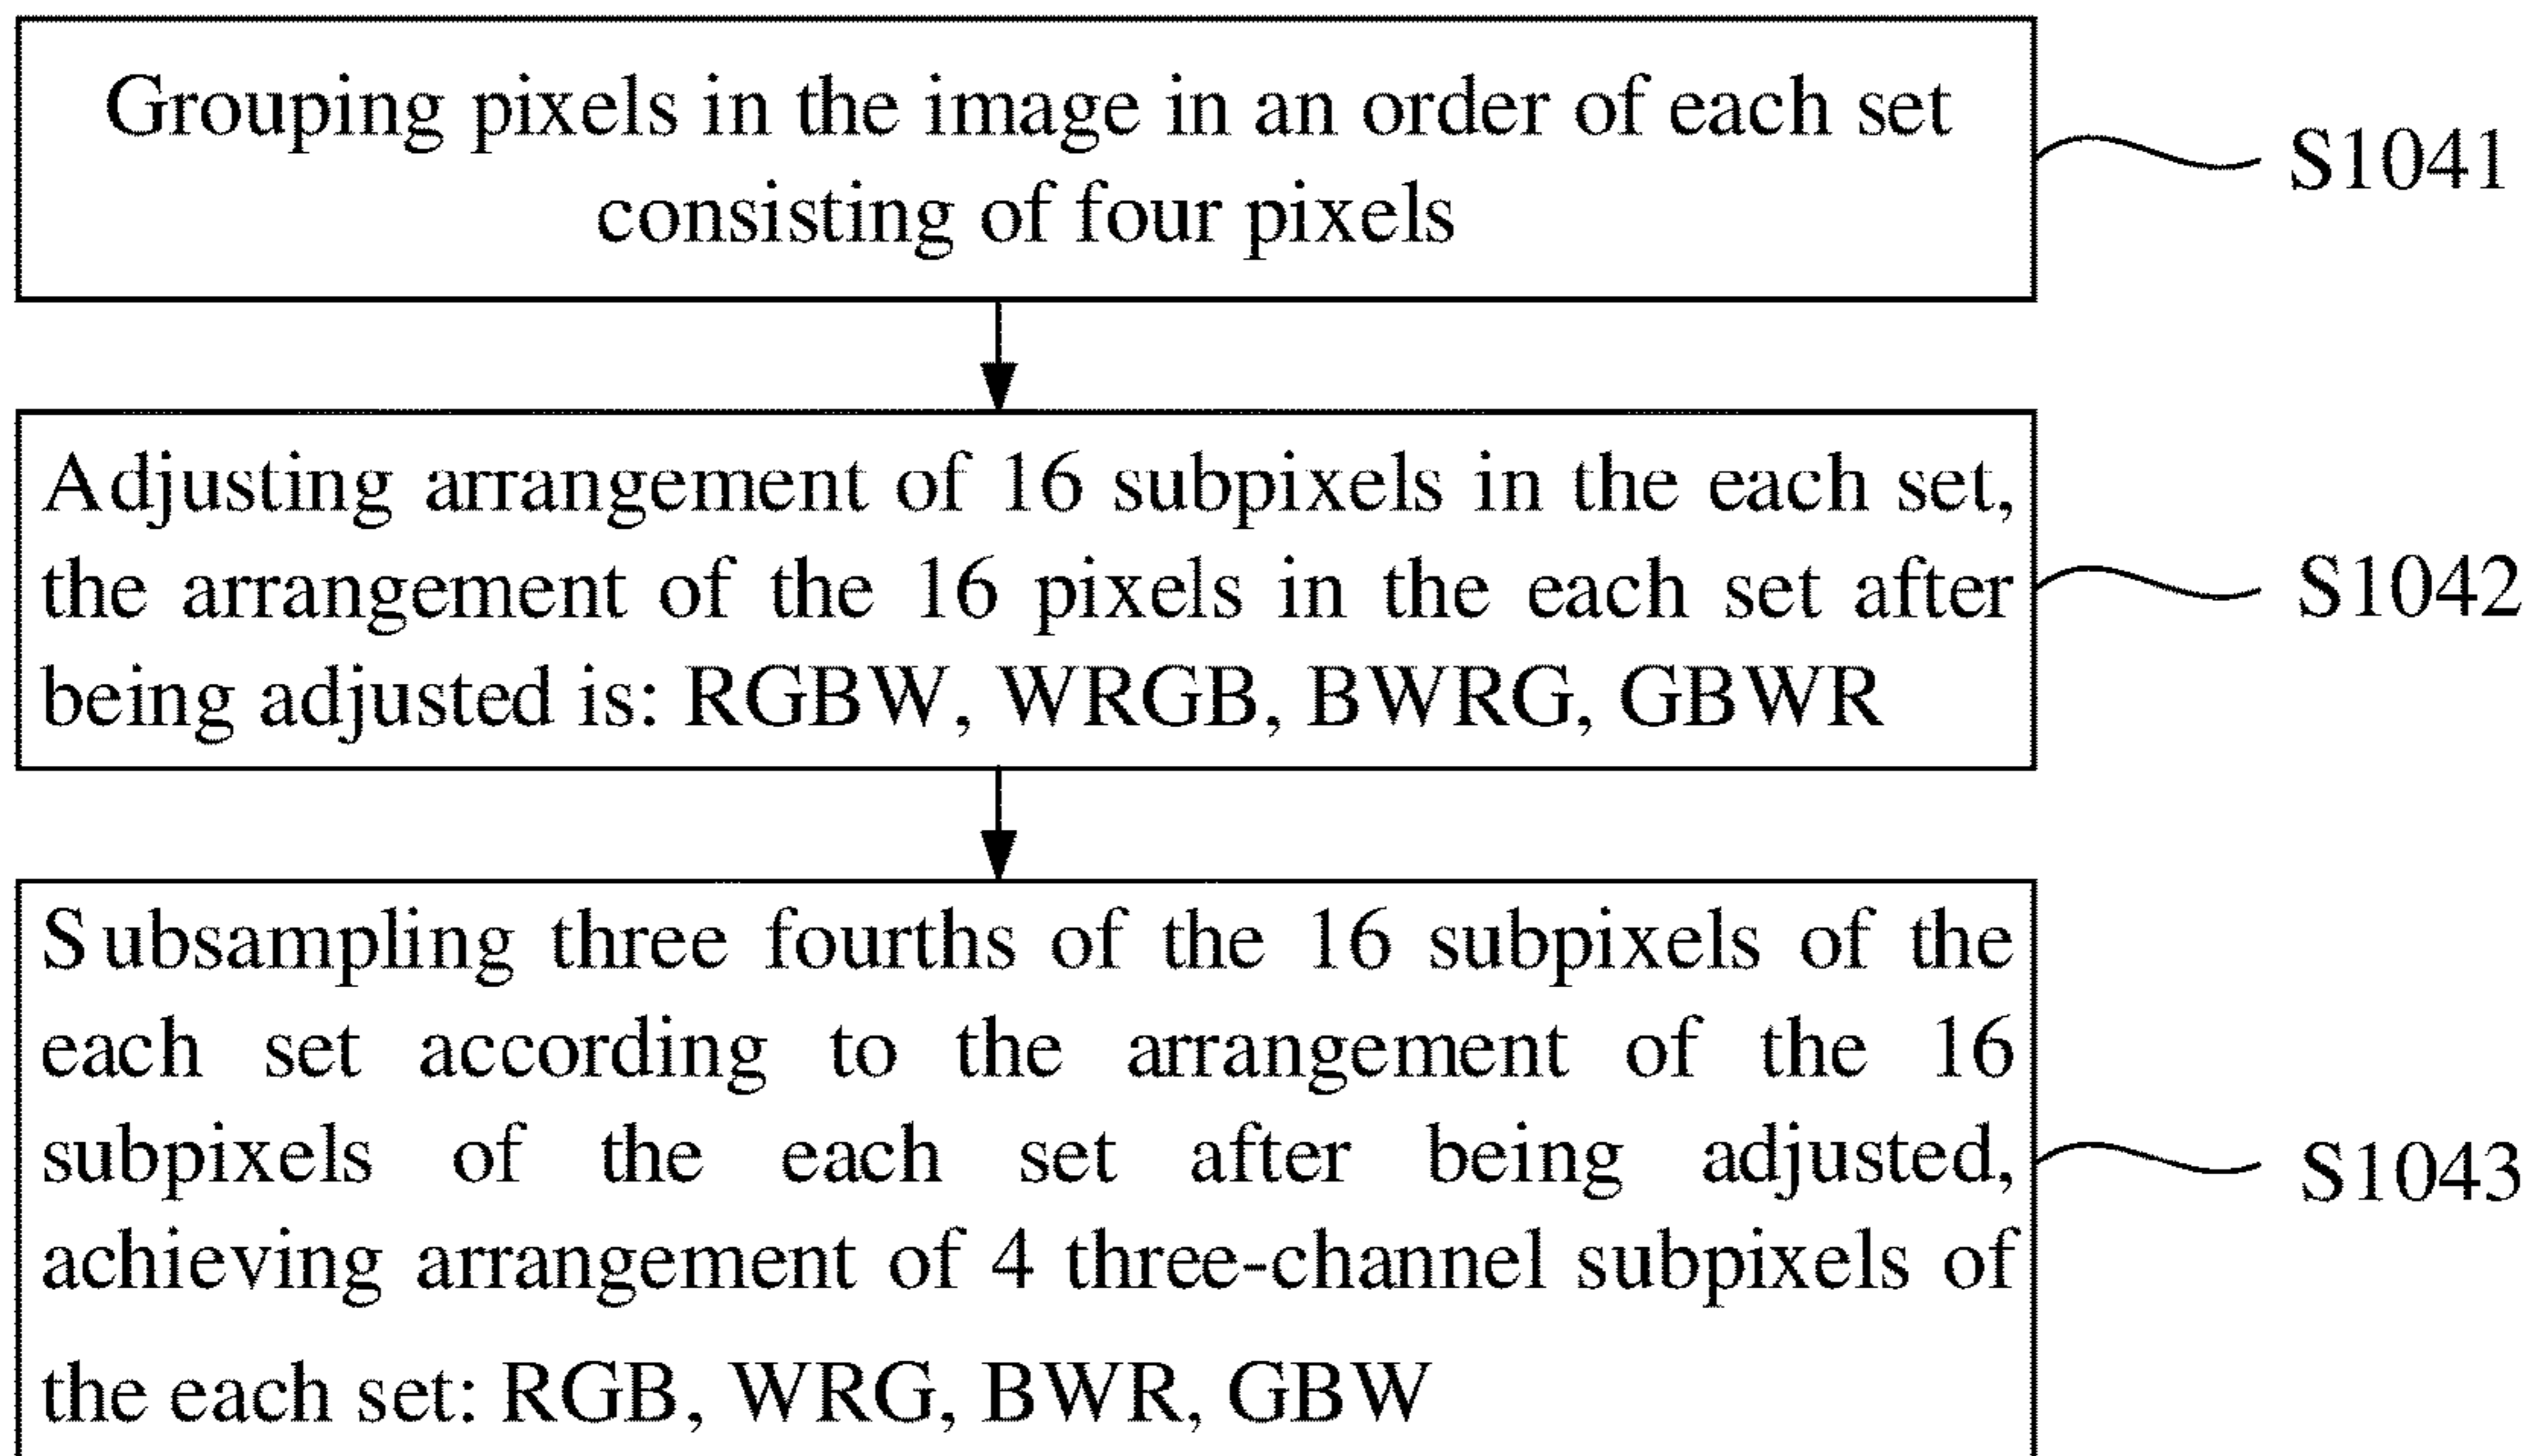 Grouping pixels in the image in an order of each set
consisting of four pixels
S1041
Adjusting arrangement of 16 subpixels in the each set,
the arrangement of the 16 pixels in the each set after
being adjusted is: RGBW, WRGB, BWRG, GBWR
S1042
Subsampling three fourths of the 16 subpixels of the
each set according to the arrangement of the 16
subpixels of the each set after being adjusted,
achieving arrangement of 4 three-channel subpixels of
the each set: RGB, WRG, BWR, GBW
S1043